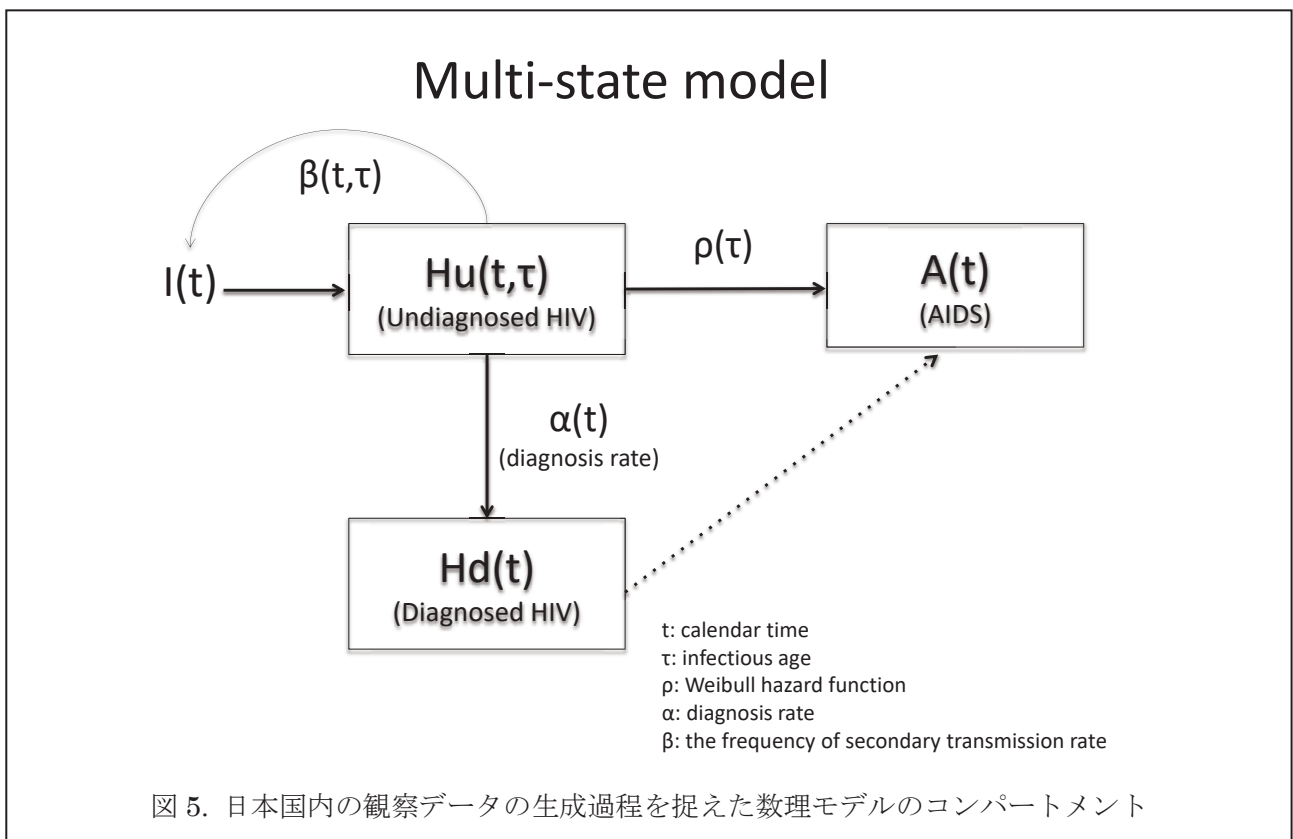 Multi-state model
β(t,τ)
I(t)
Hu(t,τ)
(Undiagnosed HIV)
ρ(τ)
A(t)
(AIDS)
α(t)
(diagnosis rate)
Hd(t)
(Diagnosed HIV)
t: calendar time
τ: infectious age
ρ: Weibull hazard function
α: diagnosis rate
β: the frequency of secondary transmission rate
図 5. 日本国内の観察データの生成過程を捉えた数理モデルのコンパートメント